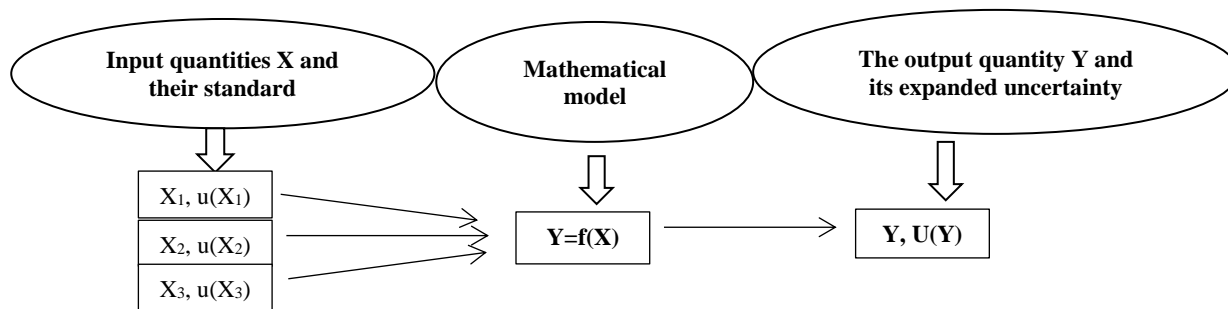 Input quantities X and
their standard
Mathematical
model
The output quantity Y and
its expanded uncertainty
X₁, u(X₁)
X₂, u(X₂)
X₃, u(X₃)
Y=f(X)
Y, U(Y)